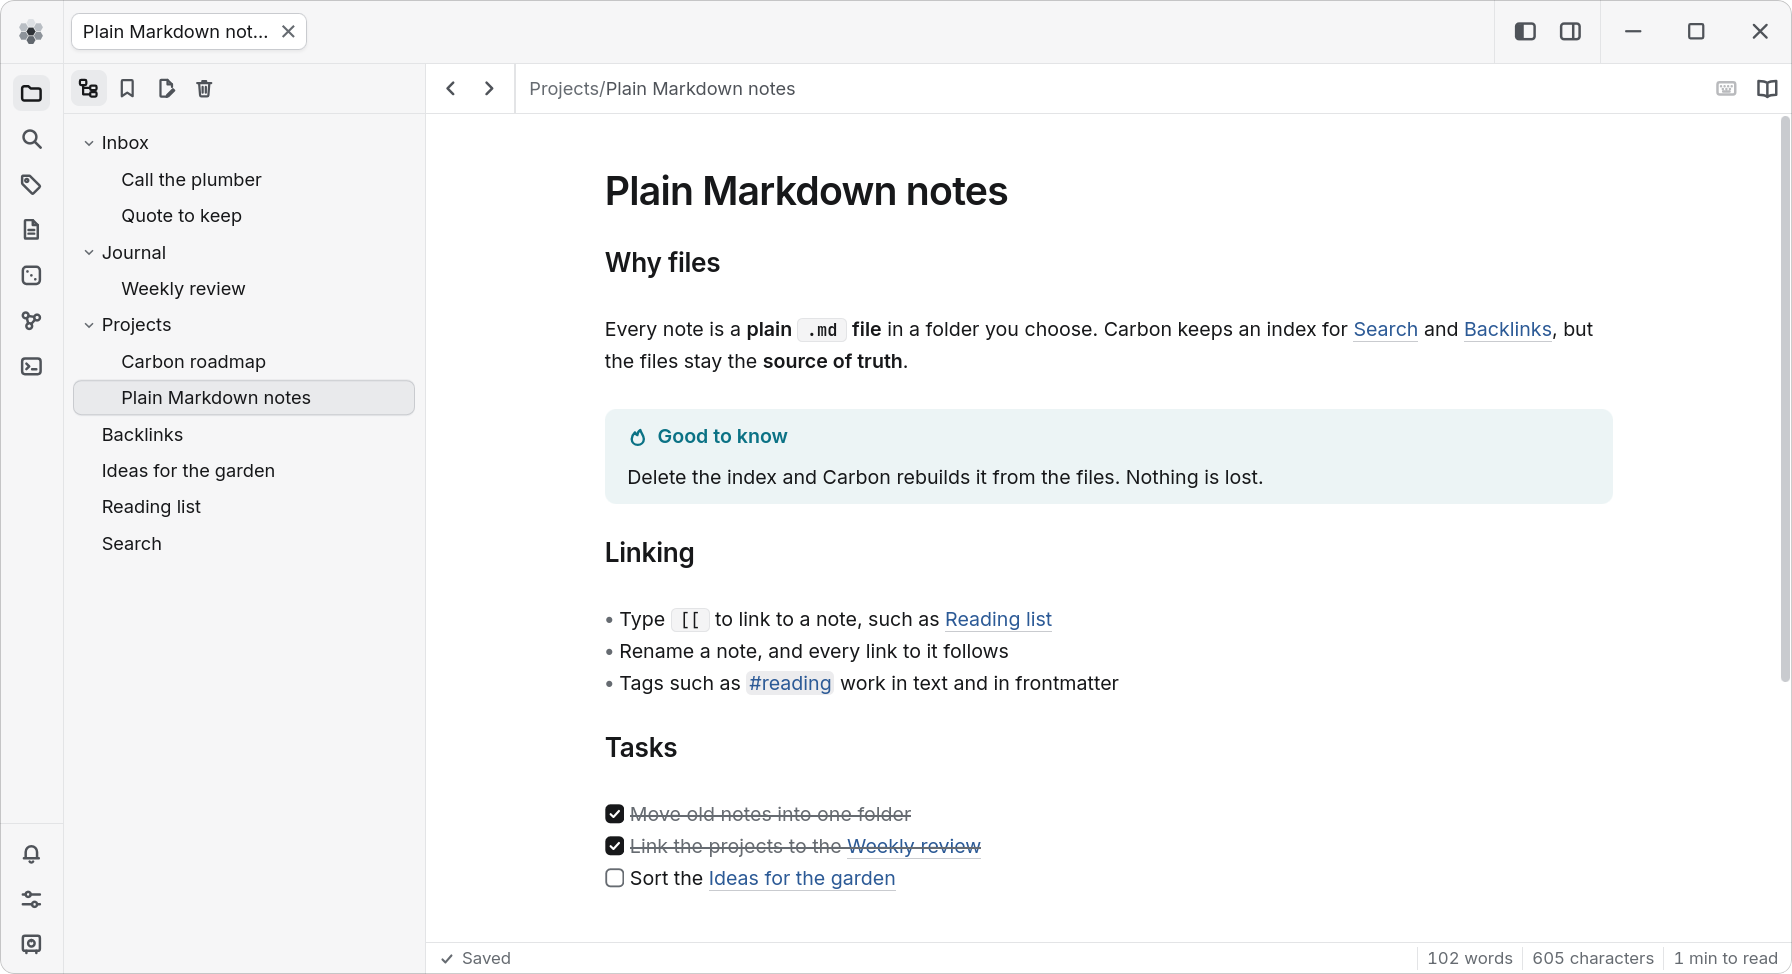 Plain Markdown not...
Projects/Plain Markdown notes
Inbox
Call the plumber
Quote to keep
Journal
Weekly review
Projects
Carbon roadmap
Plain Markdown notes
Backlinks
Ideas for the garden
Reading list
Search
Plain Markdown notes
Why files
Every note is a plain .md file in a folder you choose. Carbon keeps an index for Search and Backlinks, but
the files stay the source of truth.
Good to know
Delete the index and Carbon rebuilds it from the files. Nothing is lost.
Linking
• Type [[ to link to a note, such as Reading list
• Rename a note, and every link to it follows
• Tags such as #reading work in text and in frontmatter
Tasks
Move old notes into one folder
Link the projects to the Weekly review
Sort the Ideas for the garden
Saved
102 words
605 characters
1 min to read